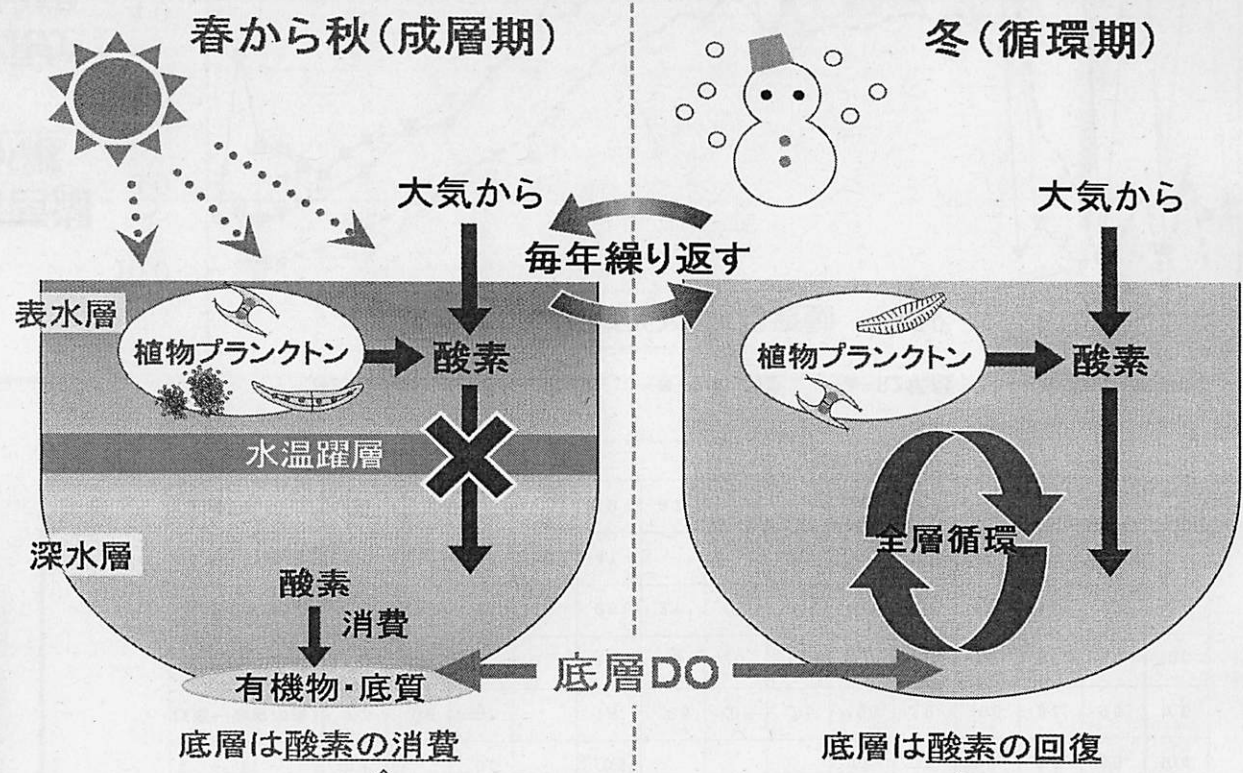 春から秋(成層期)
大気から
表水層
植物プランクトン
酸素
水温躍層
深水層
酸素
消費
有機物・底質
底層は酸素の消費
毎年繰り返す
底層DO
冬(循環期)
大気から
植物プランクトン
酸素
全層循環
底層は酸素の回復